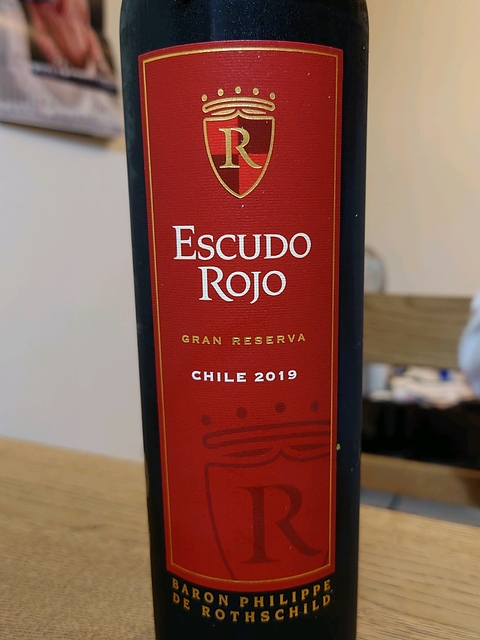 R
ESCUDO
ROJO
GRAN RESERVA
CHILE 2019
R
BARON PHILIPPE
DE ROTHSCHILD